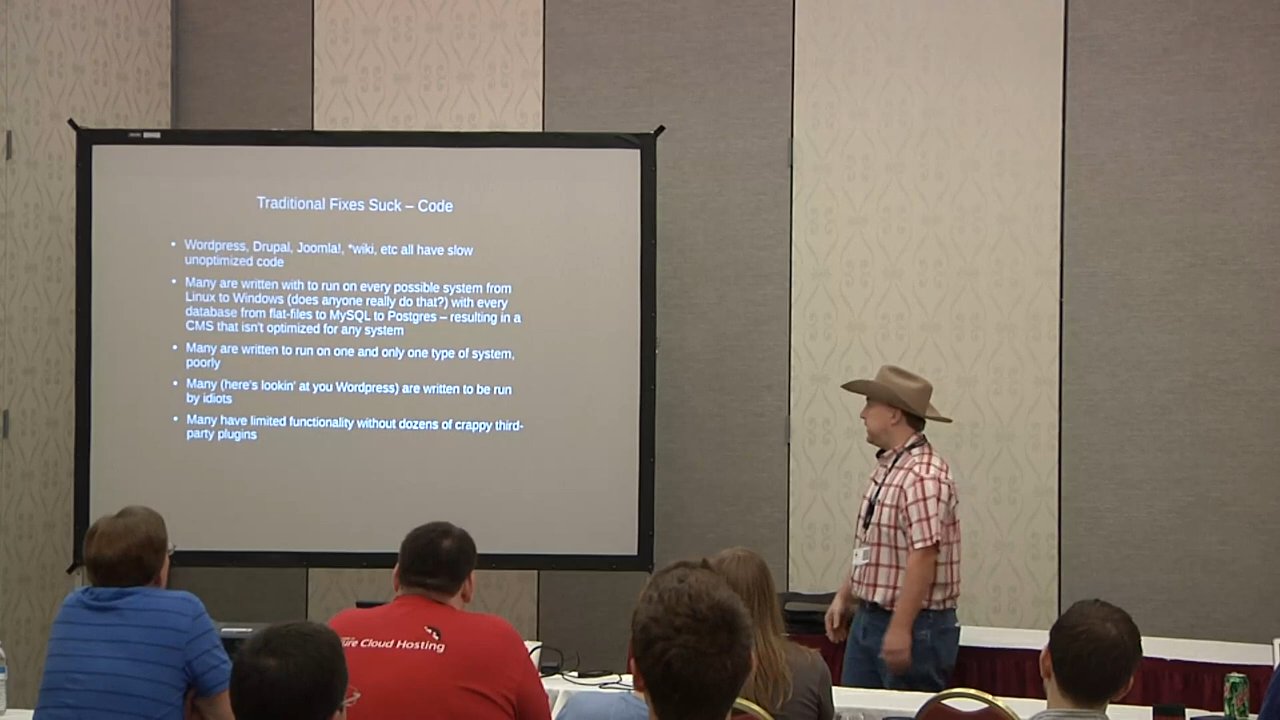 Traditional Fixes Suck – Code
• Wordpress, Drupal, Joomla!, *wiki, etc all have slow
unoptimized code
• Many are written with to run on every possible system from
Linux to Windows (does anyone really do that?) with every
database from flat-files to MySQL to Postgres – resulting in a
CMS that isn't optimized for any system
• Many are written to run on one and only one type of system,
poorly
• Many (here's lookin' at you Wordpress) are written to be run
by idiots
• Many have limited functionality without dozens of crappy third-
party plugins
Cloud Hosting